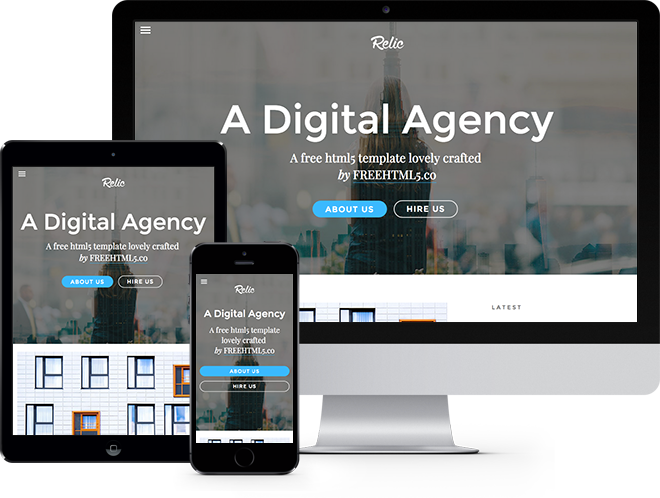 Relic
A Digital Agency
A free html5 template lovely crafted
by FREEHTML5.co
ABOUT US
HIRE US
LATEST
Relic
A Digital Agency
A free html5 template lovely crafted
by FREEHTML5.co
ABOUT US
HIRE US
Relic
A Digital Agency
A free html5 template
lovely crafted
by FREEHTML5.co
ABOUT US
HIRE US